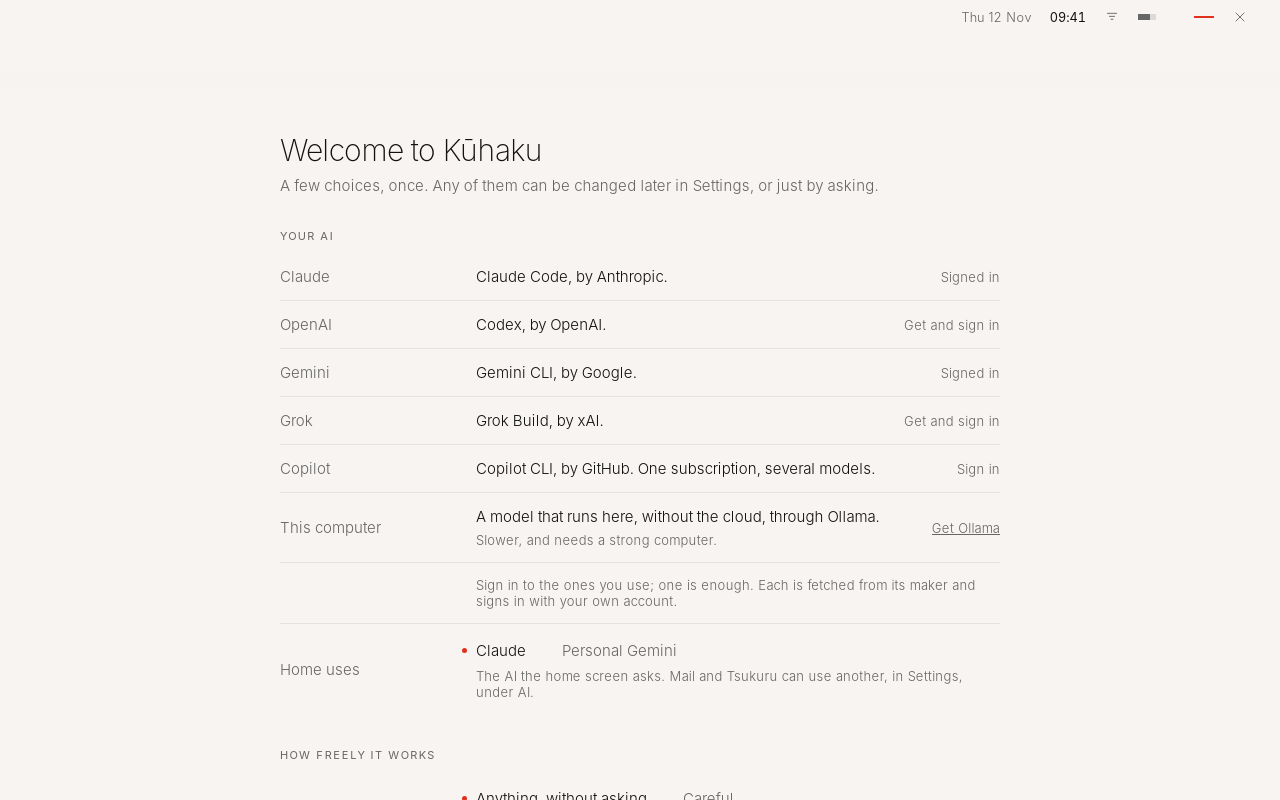 Thu 12 Nov 09:41
Welcome to Kūhaku
A few choices, once. Any of them can be changed later in Settings, or just by asking.
YOUR AI
Claude Claude Code, by Anthropic. Signed in
OpenAI Codex, by OpenAI. Get and sign in
Gemini Gemini CLI, by Google. Signed in
Grok Grok Build, by xAI. Get and sign in
Copilot Copilot CLI, by GitHub. One subscription, several models. Sign in
This computer A model that runs here, without the cloud, through Ollama. Get Ollama
Slower, and needs a strong computer.
Sign in to the ones you use; one is enough. Each is fetched from its maker and
signs in with your own account.
Home uses Claude Personal Gemini
The AI the home screen asks. Mail and Tsukuru can use another, in Settings,
under AI.
HOW FREELY IT WORKS
Anything, without asking Careful